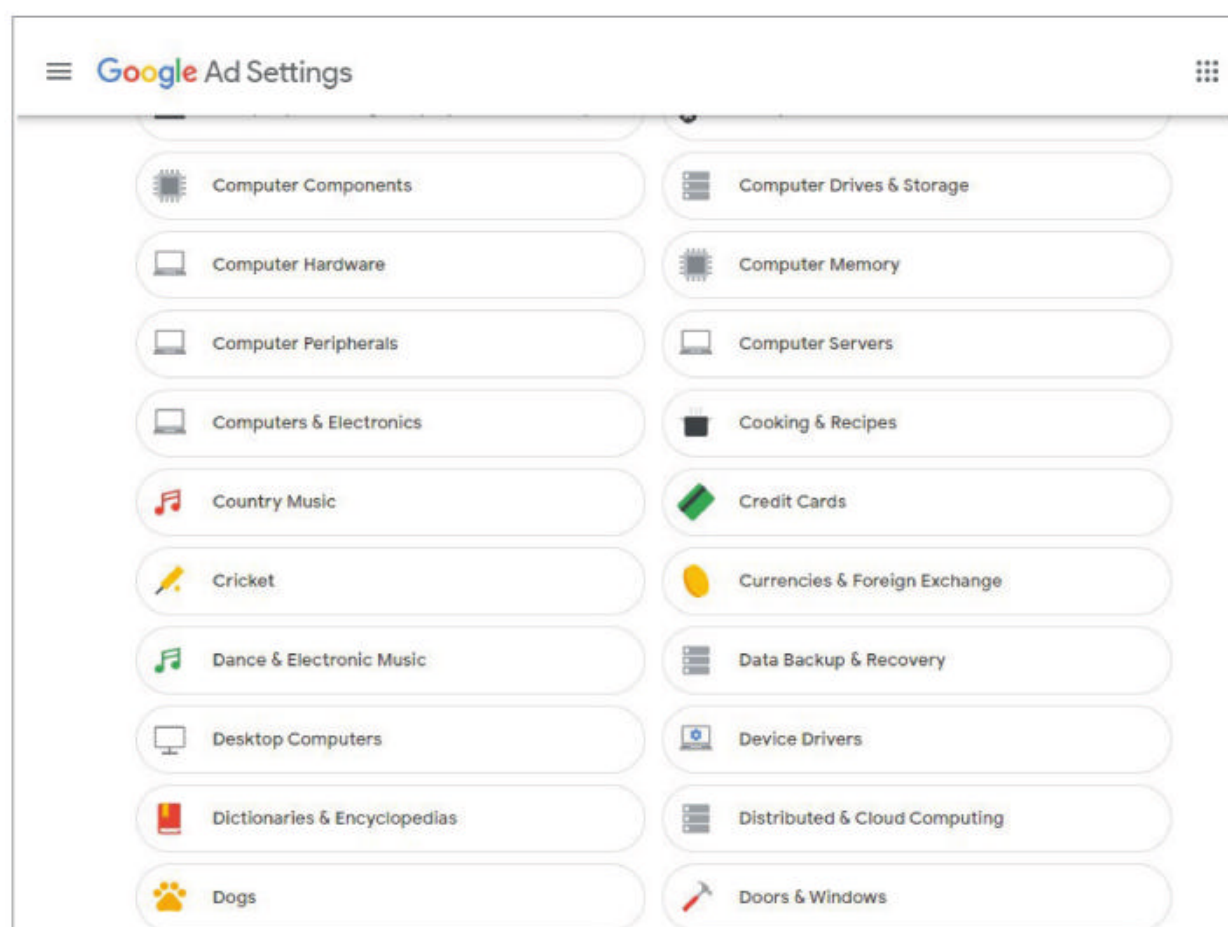 Google Ad Settings
Computer Components
Computer Drives & Storage
Computer Hardware
Computer Memory
Computer Peripherals
Computer Servers
Computers & Electronics
Cooking & Recipes
Country Music
Credit Cards
Cricket
Currencies & Foreign Exchange
Dance & Electronic Music
Data Backup & Recovery
Desktop Computers
Device Drivers
Dictionaries & Encyclopedias
Distributed & Cloud Computing
Dogs
Doors & Windows